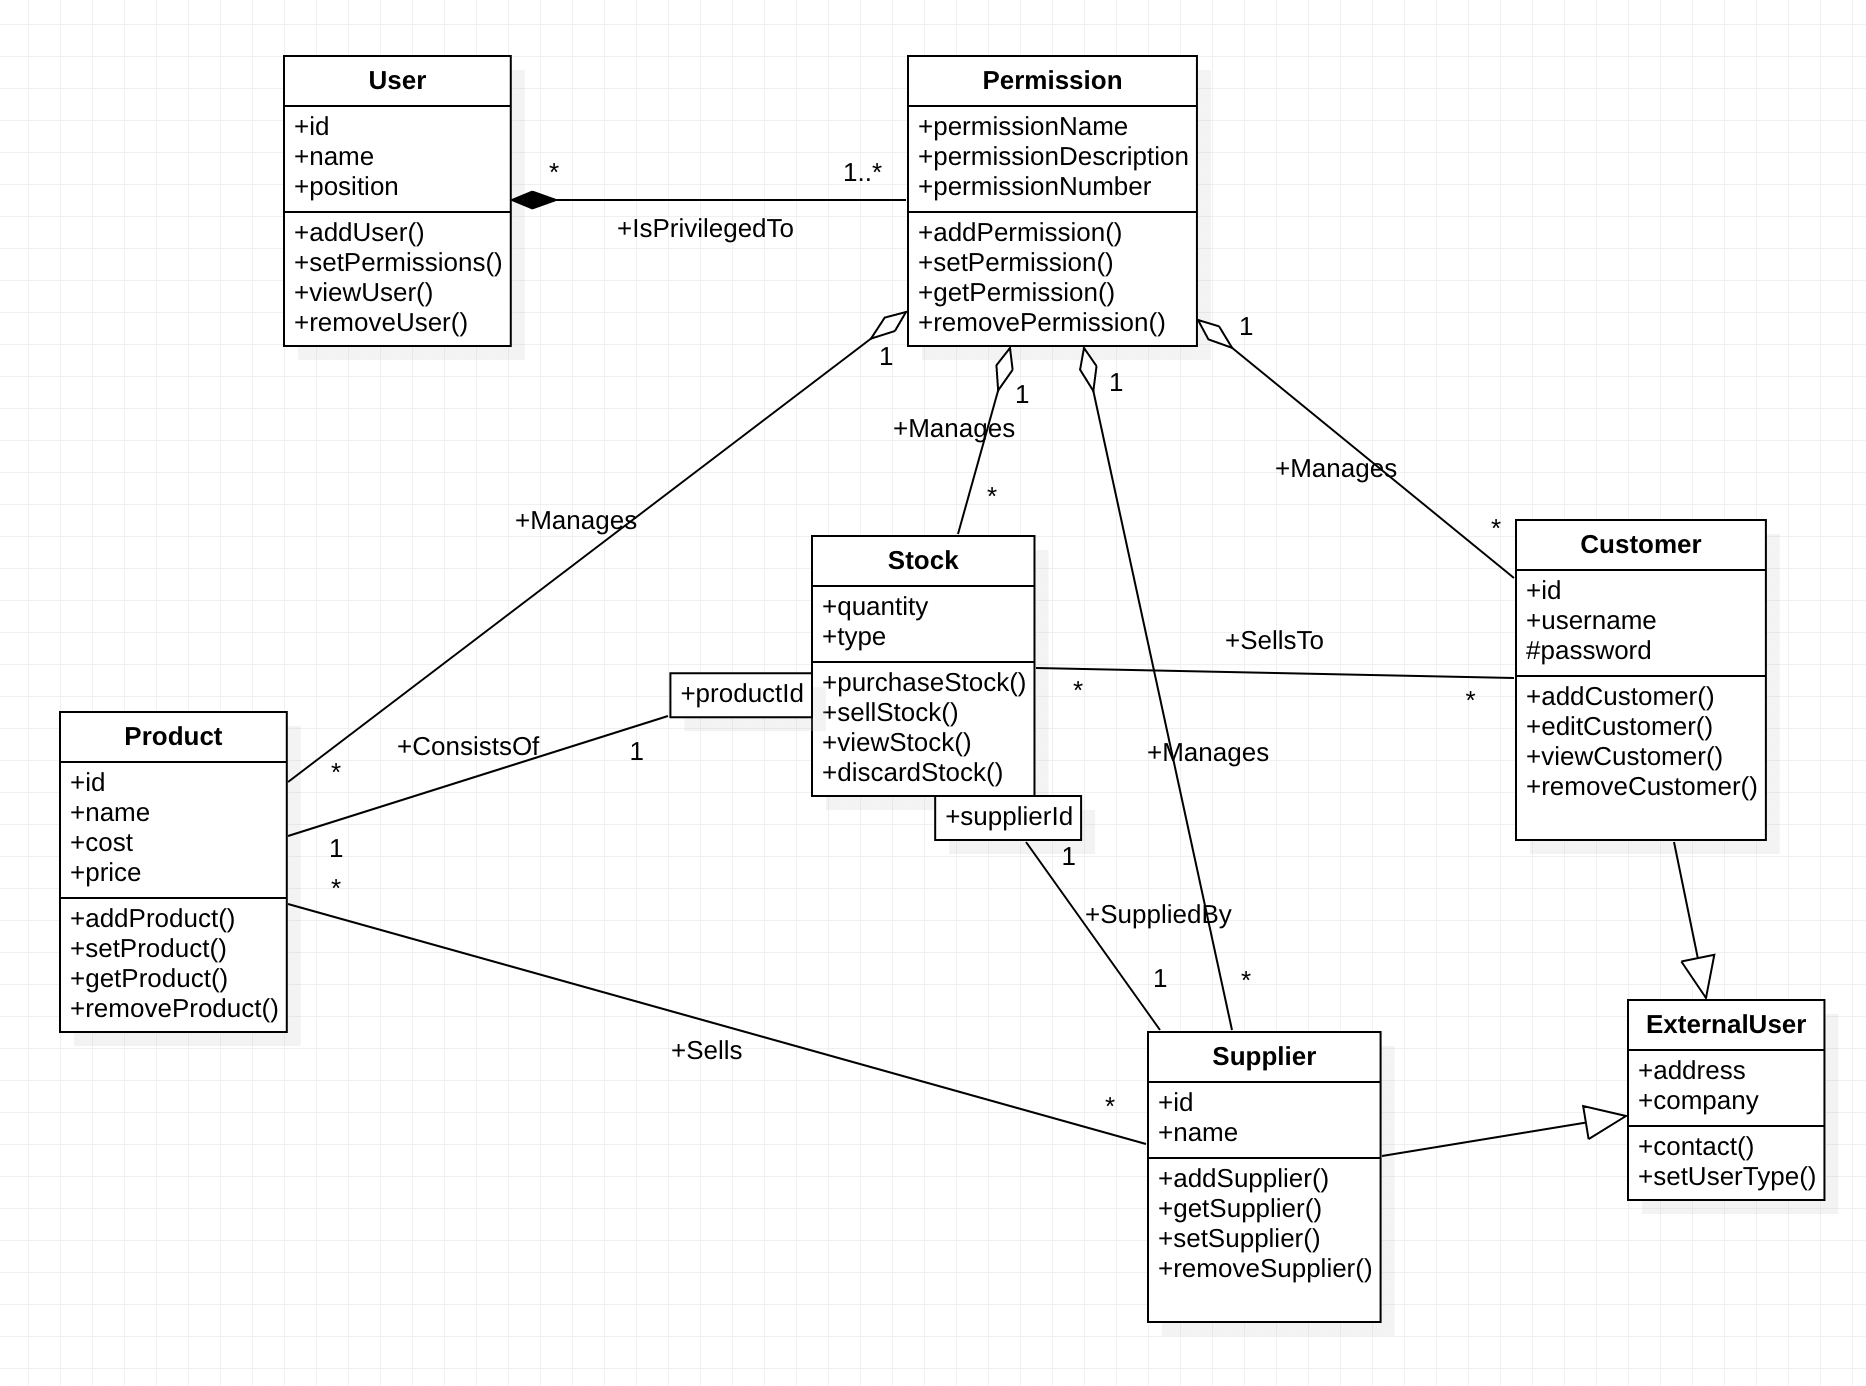 User
+id
+name
+position
+addUser()
+setPermissions()
+viewUser()
+removeUser()
*
1..*
+IsPrivilegedTo
Permission
+permissionName
+permissionDescription
+permissionNumber
+addPermission()
+setPermission()
+getPermission()
+removePermission()
1
1
1
1
+Manages
+Manages
+Manages
*
*
Stock
+quantity
+type
+purchaseStock()
+sellStock()
+viewStock()
+discardStock()
+productId
+supplierId
Customer
+id
+username
#password
+addCustomer()
+editCustomer()
+viewCustomer()
+removeCustomer()
+SellsTo
*
*
+Manages
Product
+id
+name
+cost
+price
+addProduct()
+setProduct()
+getProduct()
+removeProduct()
*
+ConsistsOf
1
1
*
+Sells
*
1
+SuppliedBy
1
*
Supplier
+id
+name
+addSupplier()
+getSupplier()
+setSupplier()
+removeSupplier()
ExternalUser
+address
+company
+contact()
+setUserType()